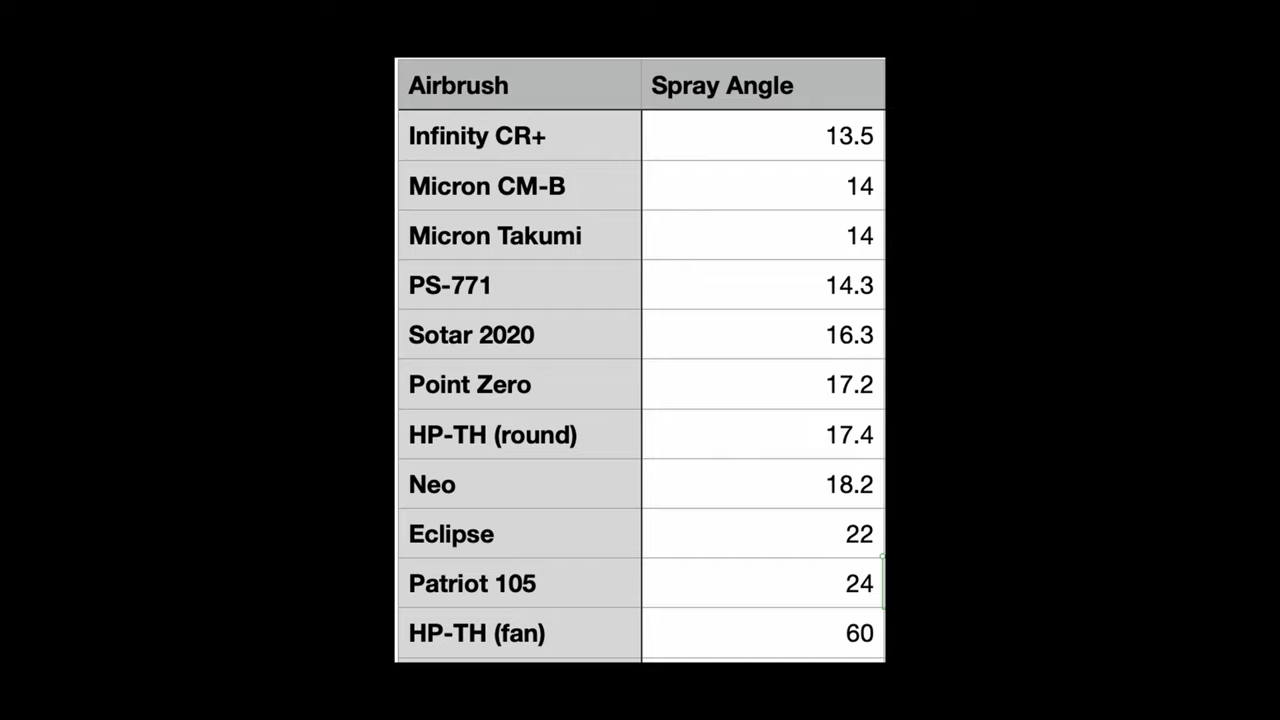 Airbrush Spray Angle
Infinity CR+ 13.5
Micron CM-B 14
Micron Takumi 14
PS-771 14.3
Sotar 2020 16.3
Point Zero 17.2
HP-TH (round) 17.4
Neo 18.2
Eclipse 22
Patriot 105 24
HP-TH (fan) 60